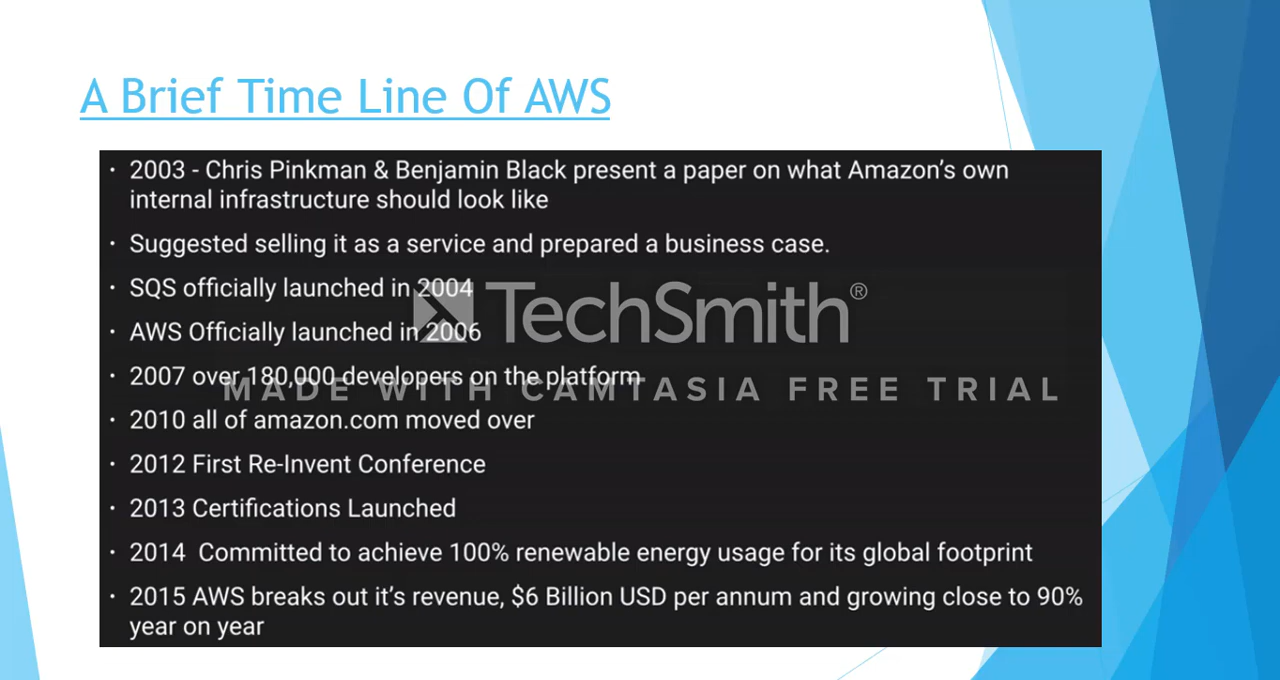 A Brief Time Line Of AWS
· 2003 - Chris Pinkman & Benjamin Black present a paper on what Amazon’s own
internal infrastructure should look like
· Suggested selling it as a service and prepared a business case.
· SQS officially launched in 2004
· AWS Officially launched in 2006
TechSmith®
· 2007 over 180,000 developers on the platform
MADE WITH CAMTASIA FREE TRIAL
· 2010 all of amazon.com moved over
· 2012 First Re-Invent Conference
· 2013 Certifications Launched
· 2014 Committed to achieve 100% renewable energy usage for its global footprint
· 2015 AWS breaks out it’s revenue, $6 Billion USD per annum and growing close to 90%
year on year